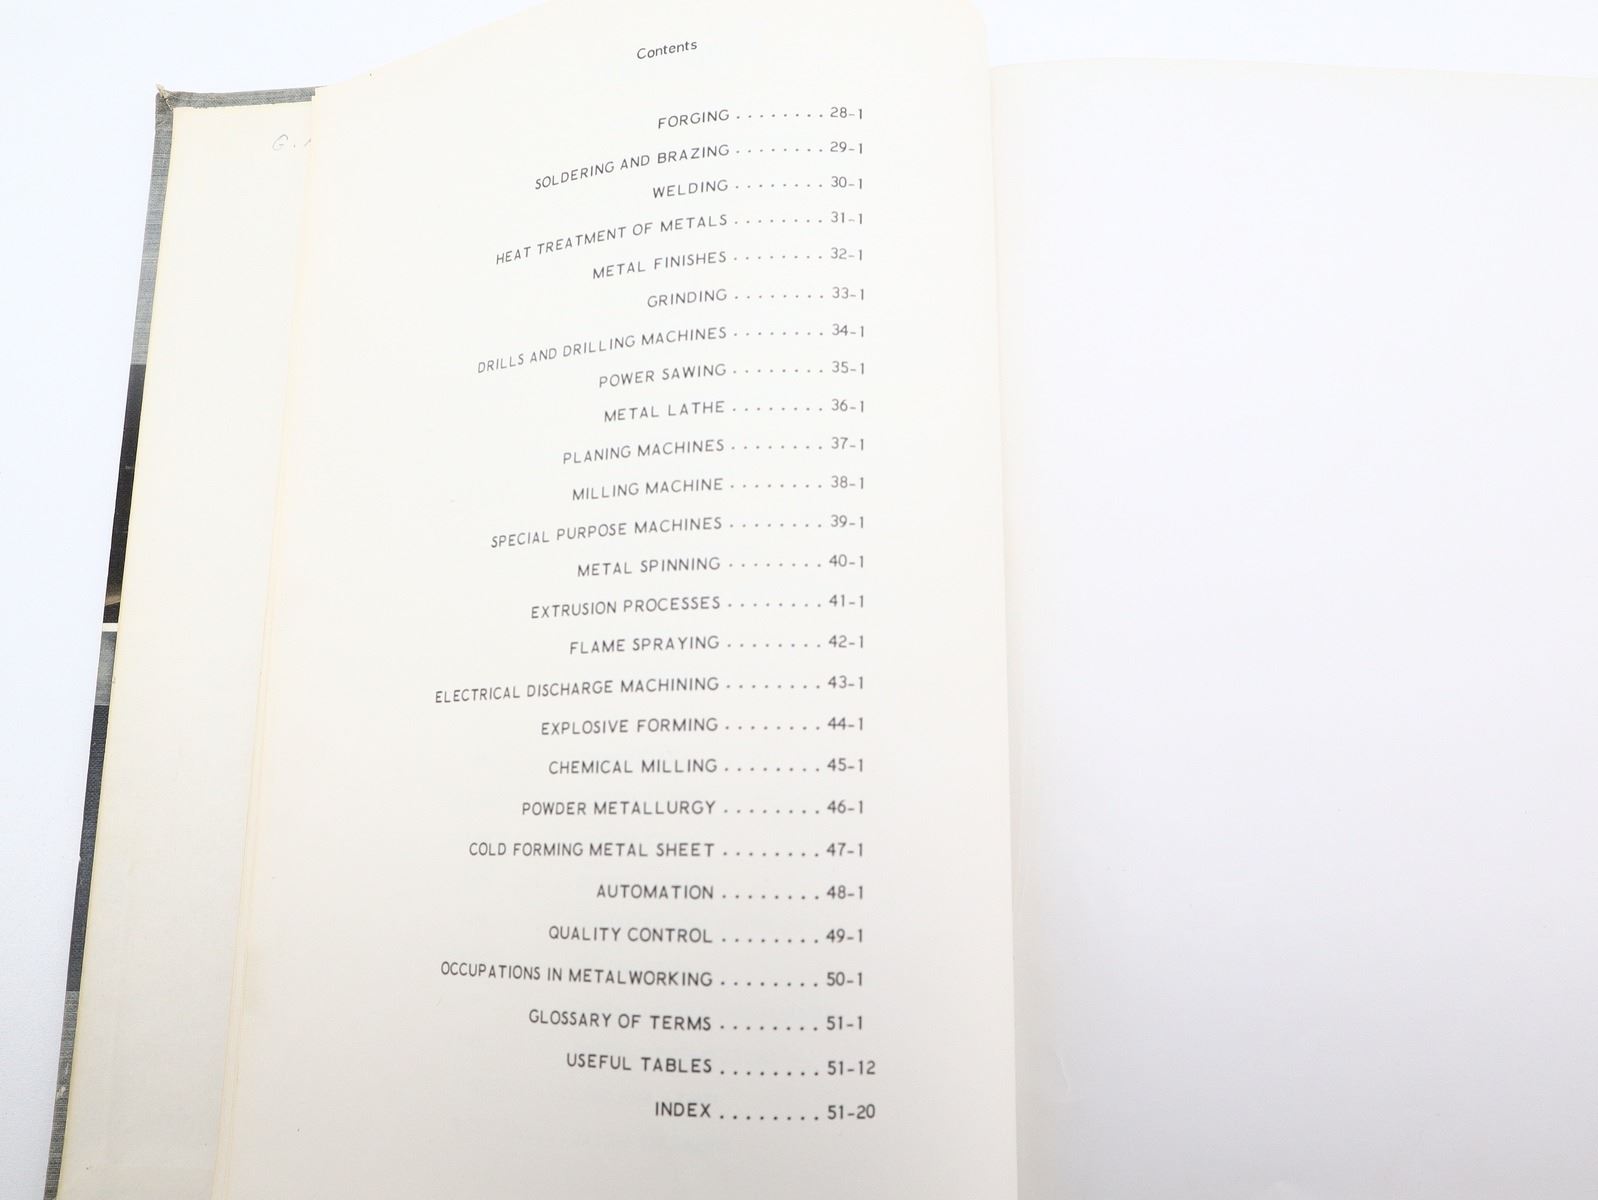 Contents
G.
FORGING . . . . . . . . 28-1
SOLDERING AND BRAZING . . . . . . . . 29-1
WELDING . . . . . . . . 30-1
HEAT TREATMENT OF METALS . . . . . . . . 31-1
METAL FINISHES . . . . . . . . 32-1
GRINDING . . . . . . . . 33-1
DRILLS AND DRILLING MACHINES . . . . . . . . 34-1
POWER SAWING . . . . . . . . 35-1
METAL LATHE . . . . . . . . 36-1
PLANING MACHINES . . . . . . . . 37-1
MILLING MACHINE . . . . . . . . 38-1
SPECIAL PURPOSE MACHINES . . . . . . . . 39-1
METAL SPINNING . . . . . . . . 40-1
EXTRUSION PROCESSES . . . . . . . . 41-1
FLAME SPRAYING . . . . . . . . 42-1
ELECTRICAL DISCHARGE MACHINING . . . . . . . . 43-1
EXPLOSIVE FORMING . . . . . . . . 44-1
CHEMICAL MILLING . . . . . . . . 45-1
POWDER METALLURGY . . . . . . . . 46-1
COLD FORMING METAL SHEET . . . . . . . . 47-1
AUTOMATION . . . . . . . . 48-1
QUALITY CONTROL . . . . . . . . 49-1
OCCUPATIONS IN METALWORKING . . . . . . . . 50-1
GLOSSARY OF TERMS . . . . . . . . 51-1
USEFUL TABLES . . . . . . . . 51-12
INDEX . . . . . . . . 51-20